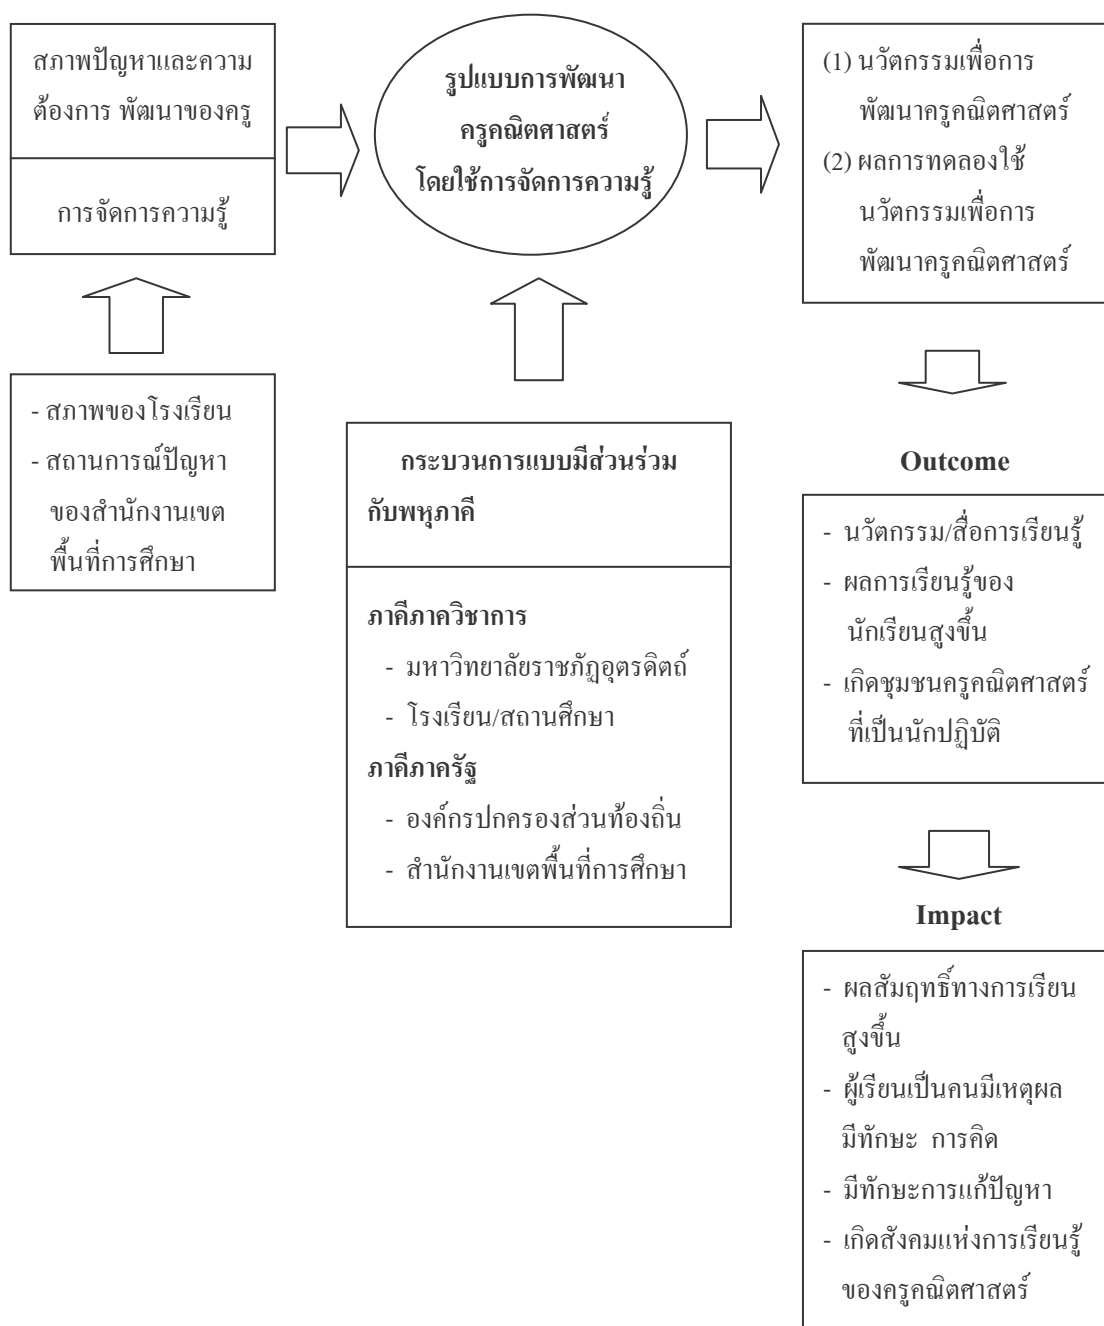 สภาพปัญหาและความ
ต้องการ พัฒนาของครู
การจัดการความรู้
- สภาพของโรงเรียน
- สถานการณ์ปัญหา
ของสำนักงานเขต
พื้นที่การศึกษา
รูปแบบการพัฒนา
ครูคณิตศาสตร์
โดยใช้การจัดการความรู้
กระบวนการแบบมีส่วนร่วม
กับพหุภาคี
ภาคีภาควิชาการ
- มหาวิทยาลัยราชภัฏอุตรดิตถ์
- โรงเรียน/สถานศึกษา
ภาคีภาครัฐ
- องค์กรปกครองส่วนท้องถิ่น
- สำนักงานเขตพื้นที่การศึกษา
(1) นวัตกรรมเพื่อการ
พัฒนาครูคณิตศาสตร์
(2) ผลการทดลองใช้
นวัตกรรมเพื่อการ
พัฒนาครูคณิตศาสตร์
Outcome
- นวัตกรรม/สื่อการเรียนรู้
- ผลการเรียนรู้ของ
นักเรียนสูงขึ้น
- เกิดชุมชนครูคณิตศาสตร์
ที่เป็นนักปฏิบัติ
Impact
- ผลสัมฤทธิ์ทางการเรียน
สูงขึ้น
- ผู้เรียนเป็นคนมีเหตุผล
มีทักษะ การคิด
- มีทักษะการแก้ปัญหา
- เกิดสังคมแห่งการเรียนรู้
ของครูคณิตศาสตร์